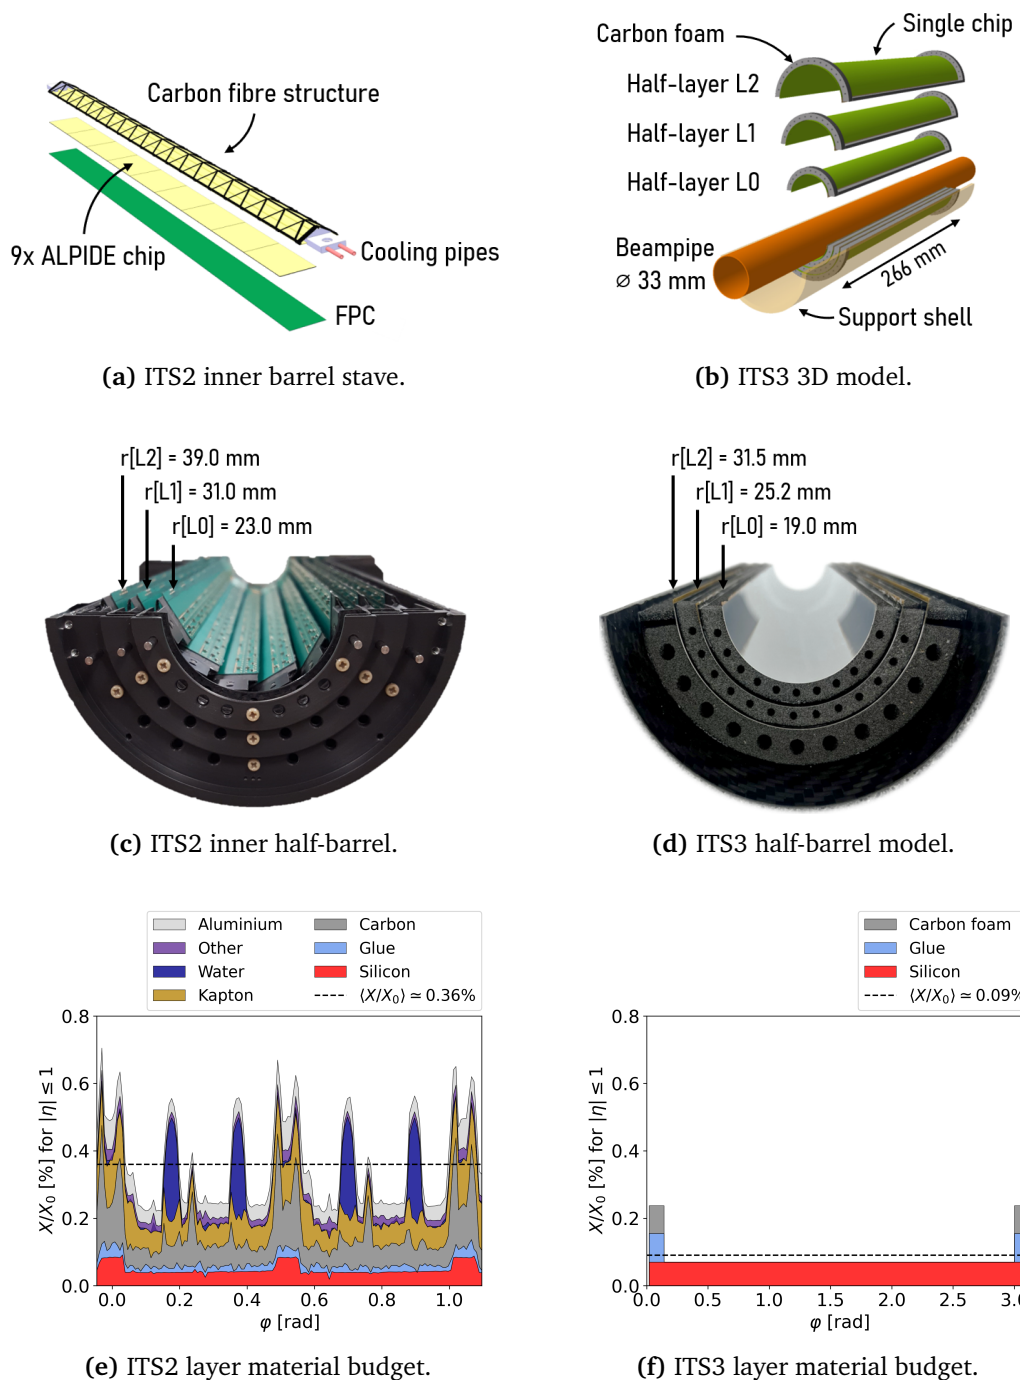 Carbon fibre structure
9x ALPIDE chip
Cooling pipes
FPC
(a) ITS2 inner barrel stave.
Carbon foam
Single chip
Half-layer L2
Half-layer L1
Half-layer L0
Beampipe
⌀ 33 mm
266 mm
Support shell
(b) ITS3 3D model.
r[L2] = 39.0 mm
r[L1] = 31.0 mm
r[L0] = 23.0 mm
(c) ITS2 inner half-barrel.
r[L2] = 31.5 mm
r[L1] = 25.2 mm
r[L0] = 19.0 mm
(d) ITS3 half-barrel model.
Aluminium
Other
Water
Kapton
Carbon
Glue
Silicon
⟨X/X₀⟩ ≃ 0.36%
X/X₀ [%] for |η| ≤ 1
0.8
0.6
0.4
0.2
0.0
0.0 0.2 0.4 0.6 0.8 1.0
φ [rad]
(e) ITS2 layer material budget.
Carbon foam
Glue
Silicon
⟨X/X₀⟩ ≃ 0.09%
X/X₀ [%] for |η| ≤ 1
0.8
0.6
0.4
0.2
0.0
0.0 0.5 1.0 1.5 2.0 2.5 3.0
φ [rad]
(f) ITS3 layer material budget.